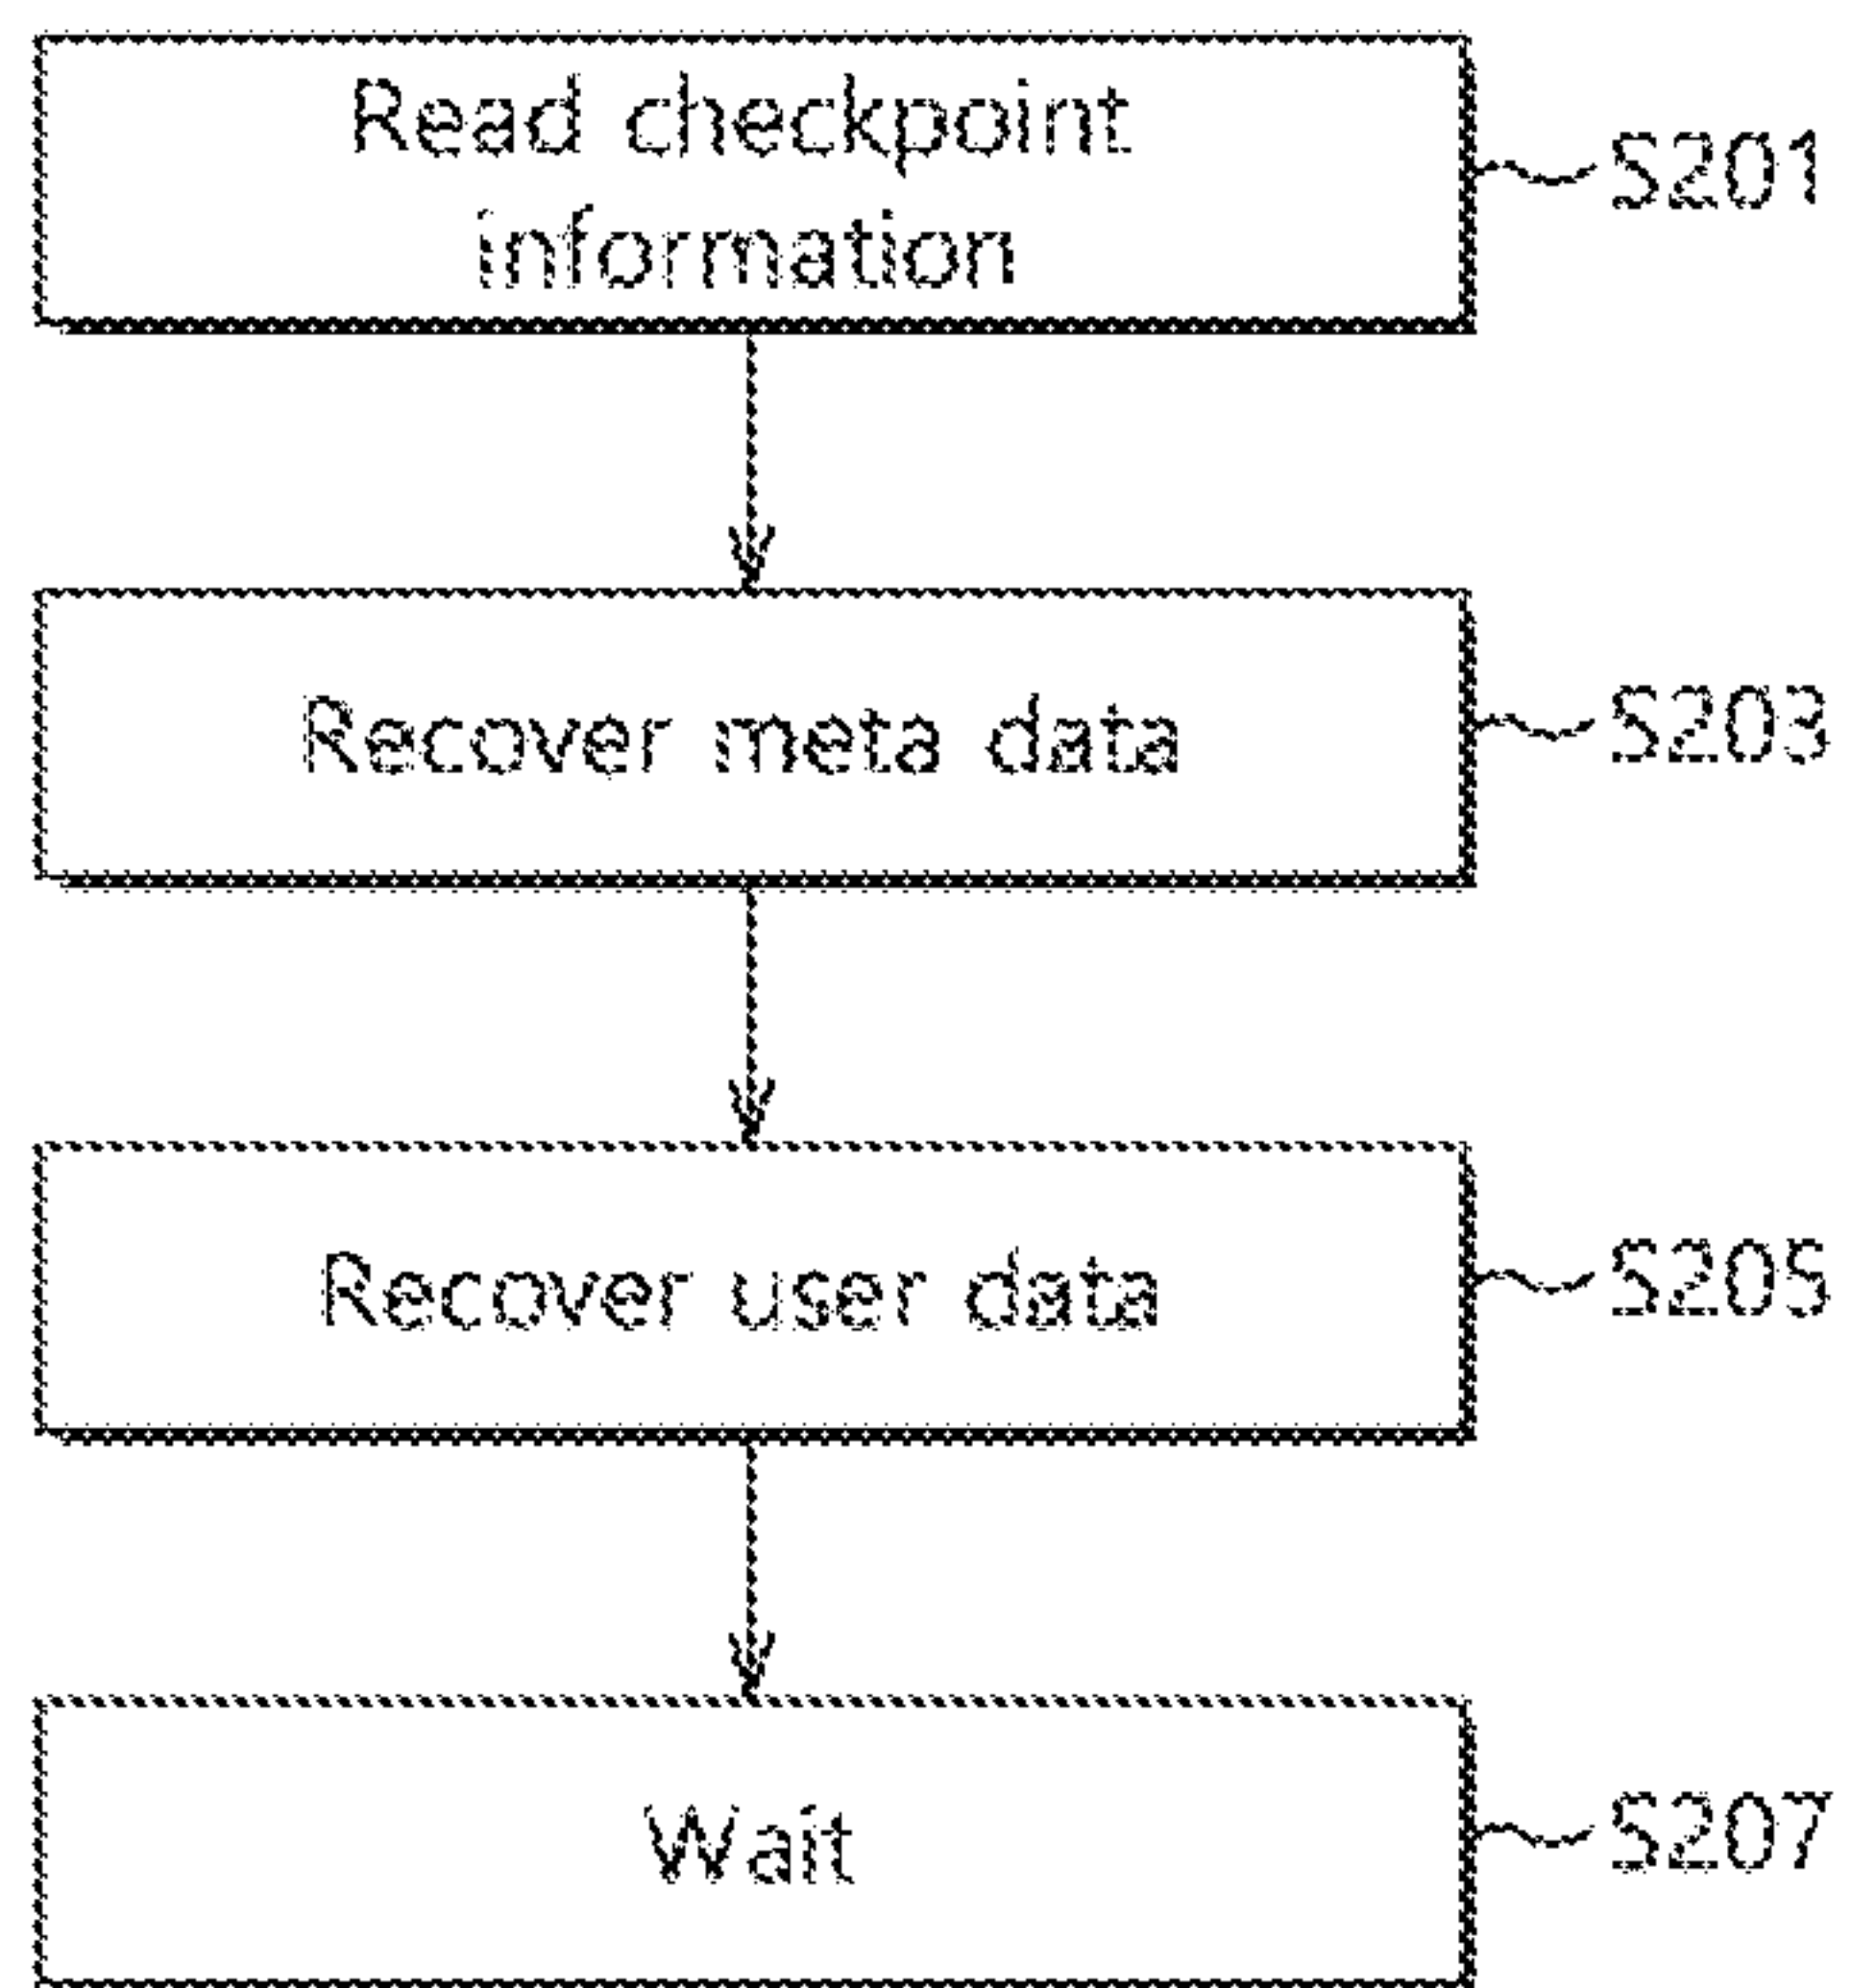 Read checkpoint
information
S201
Recover meta data
S203
Recover user data
S205
Wait
S207